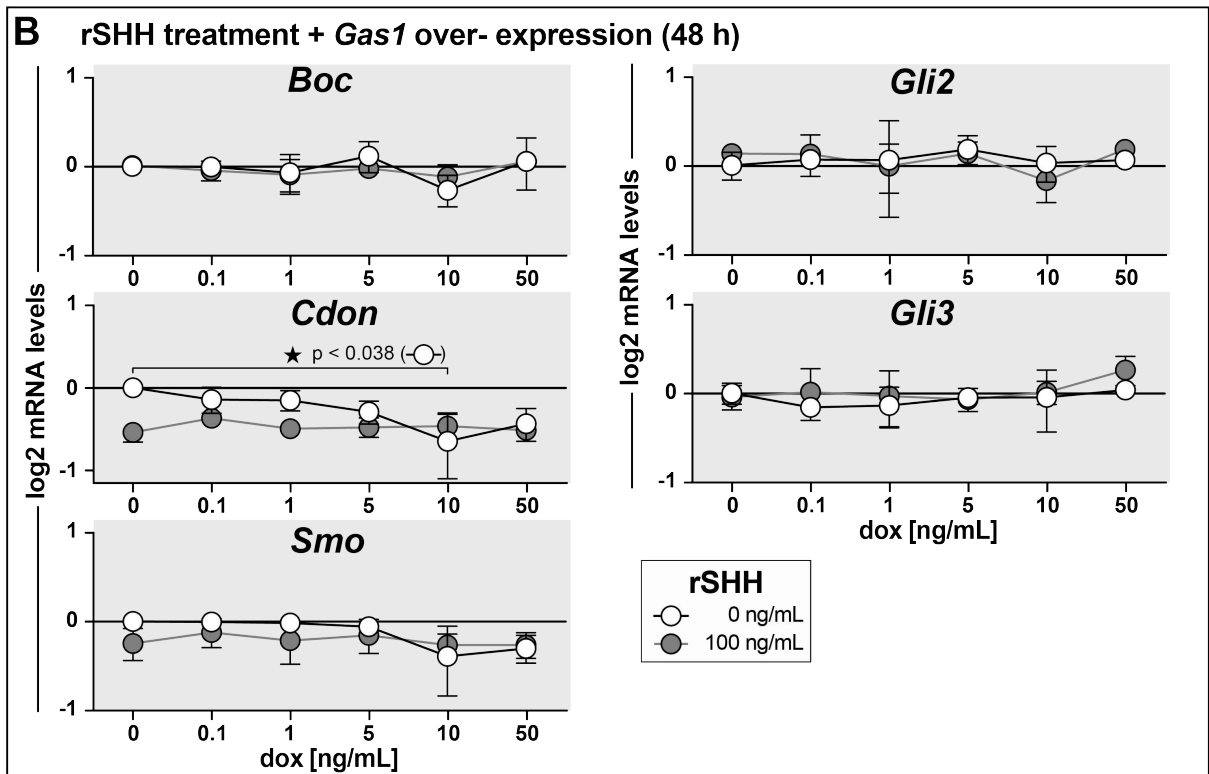 B rSHH treatment + Gas1 over- expression (48 h)
log2 mRNA levels
Boc
1
0
-1
0 0.1 1 5 10 50
Cdon
★ p < 0.038 ( )
1
0
-1
0 0.1 1 5 10 50
Smo
1
0
-1
0 0.1 1 5 10 50
dox [ng/mL]
log2 mRNA levels
Gli2
1
0
-1
0 0.1 1 5 10 50
Gli3
1
0
-1
0 0.1 1 5 10 50
dox [ng/mL]
rSHH
0 ng/mL
100 ng/mL